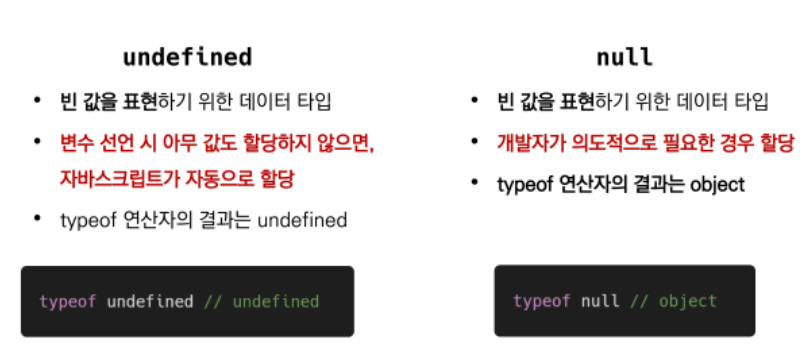 undefined
• 빈 값을 표현하기 위한 데이터 타입
• 변수 선언 시 아무 값도 할당하지 않으면,
자바스크립트가 자동으로 할당
• typeof 연산자의 결과는 undefined
typeof undefined // undefined
null
• 빈 값을 표현하기 위한 데이터 타입
• 개발자가 의도적으로 필요한 경우 할당
• typeof 연산자의 결과는 object
typeof null // object